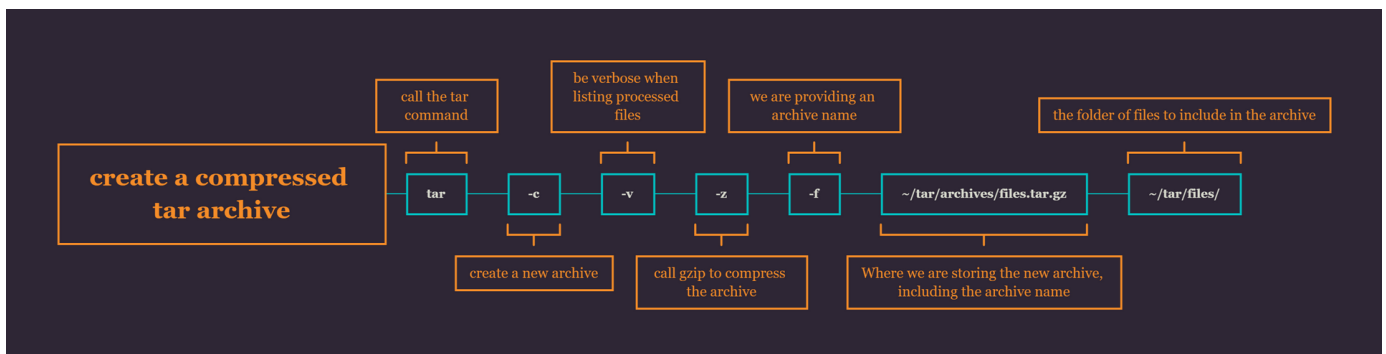 create a compressed
tar archive
call the tar
command
be verbose when
listing processed
files
we are providing an
archive name
the folder of files to include in the archive
tar
-c
-v
-z
-f
~/tar/archives/files.tar.gz
~/tar/files/
create a new archive
call gzip to compress
the archive
Where we are storing the new archive,
including the archive name